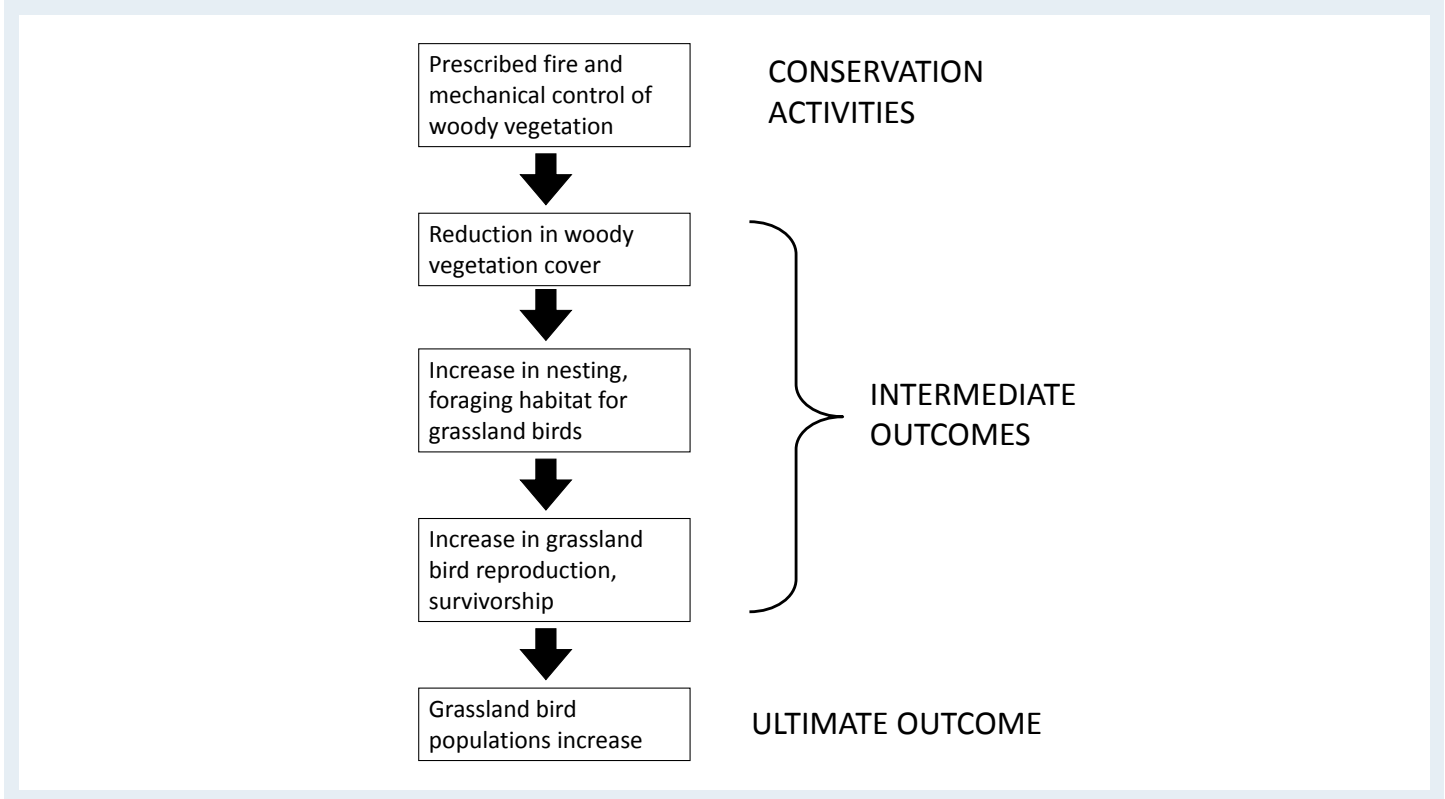 Prescribed fire and
mechanical control of
woody vegetation
CONSERVATION
ACTIVITIES
Reduction in woody
vegetation cover
Increase in nesting,
foraging habitat for
grassland birds
INTERMEDIATE
OUTCOMES
Increase in grassland
bird reproduction,
survivorship
Grassland bird
populations increase
ULTIMATE OUTCOME